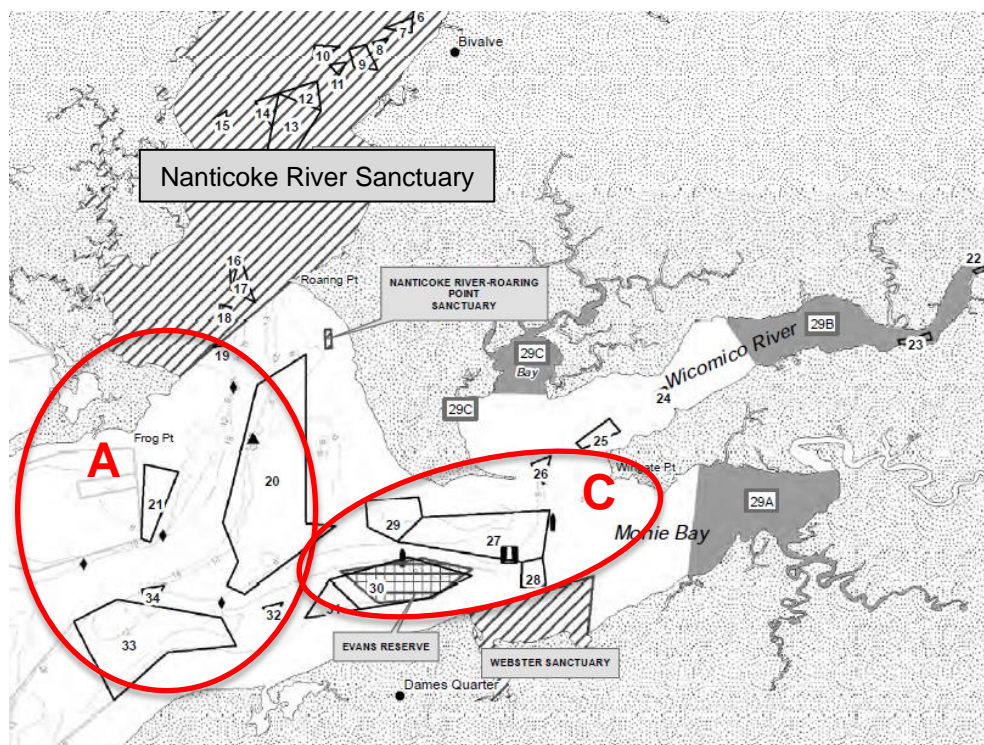 6
7
Bivalve
8
10
9
11
12
14
13
15
Nanticoke River Sanctuary
16
17
Roaring Pt
NANTICOKE RIVER-ROARING
POINT
SANCTUARY
18
19
22
29B
23
Wicomico River
29C
Bay
24
29C
25
Frog Pt
A
20
21
C
26
Wingate Pt
29A
29
27
Monie Bay
28
30
34
31
32
33
EVANS RESERVE
WEBSTER SANCTUARY
Dames Quarter